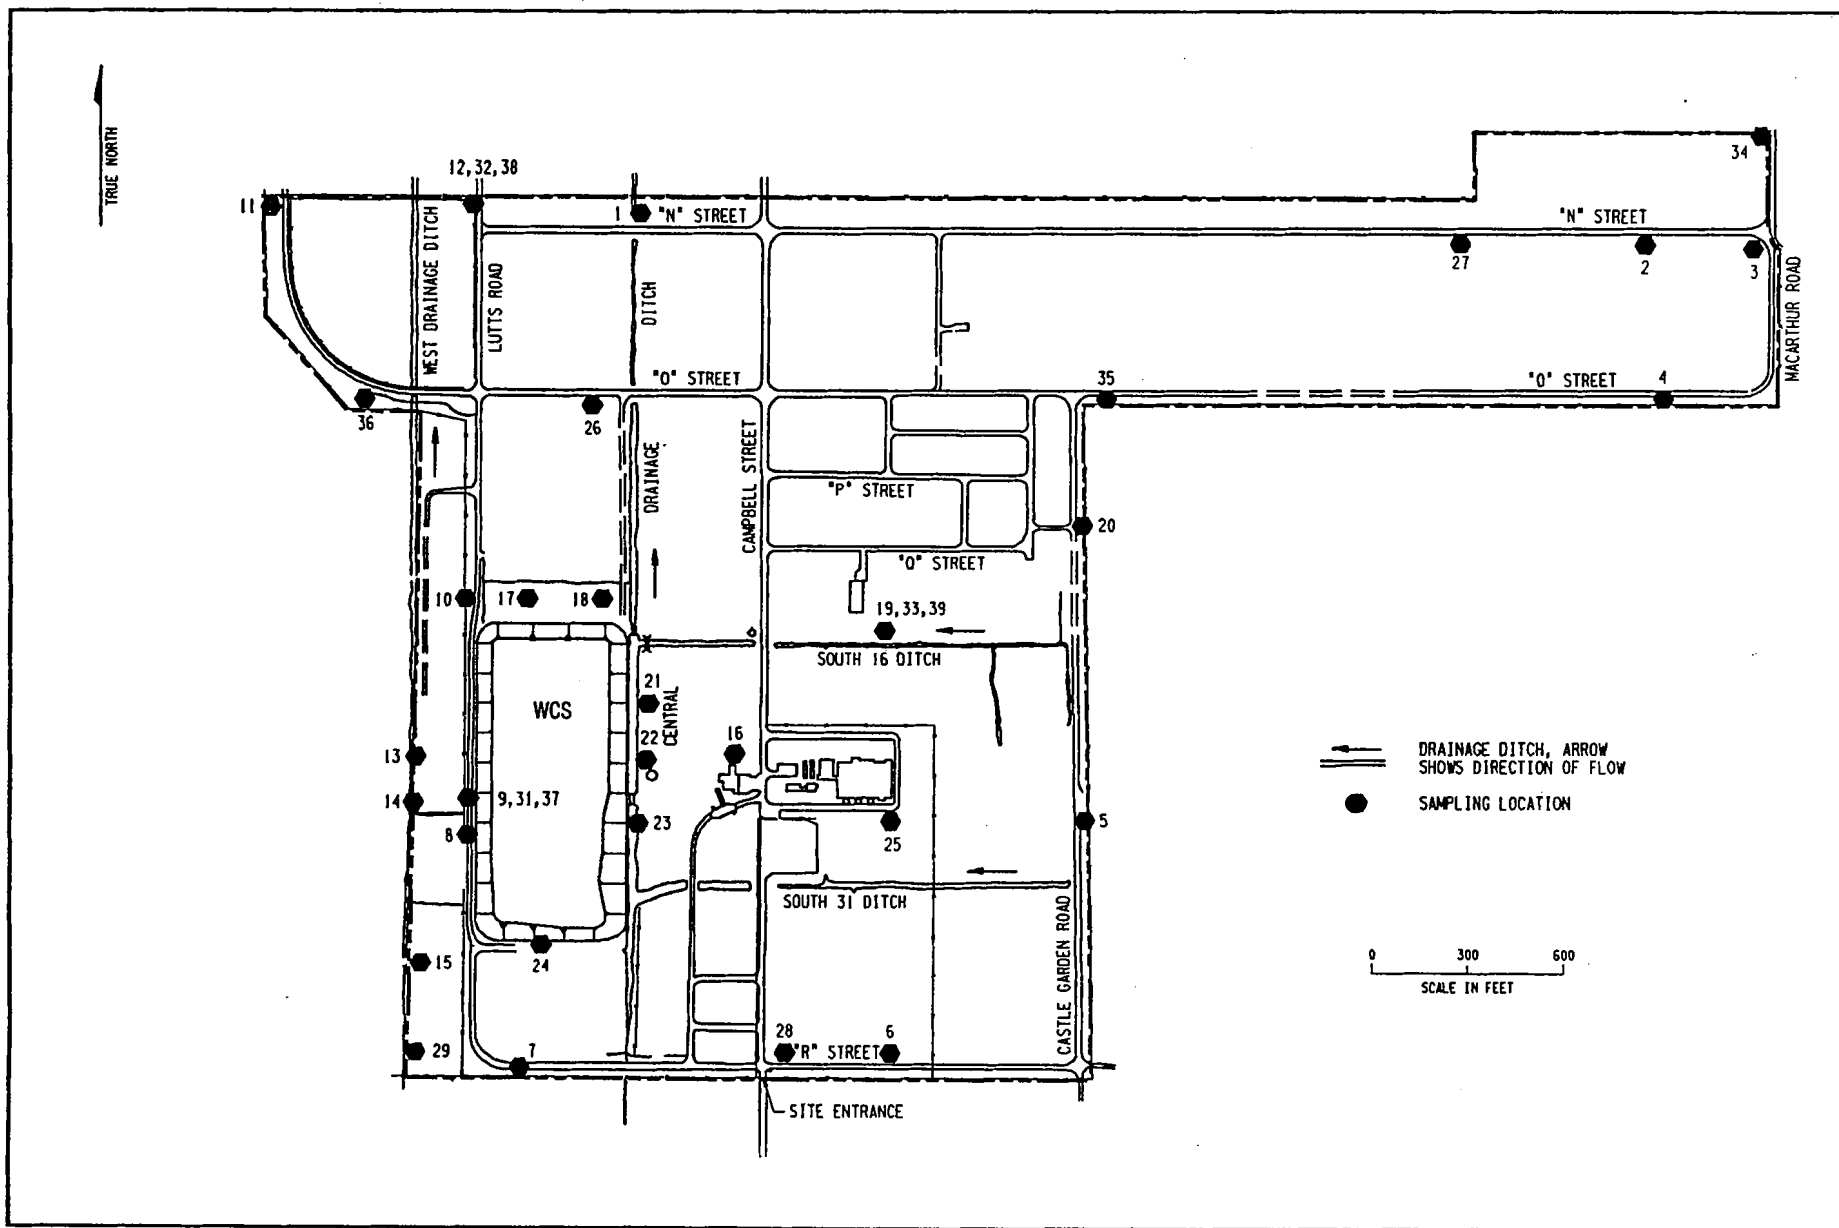 TRUE NORTH
34
12,32,38
11
1
"N" STREET
"N" STREET
27
2
3
WEST DRAINAGE DITCH
LUTTS ROAD
DITCH
MACARTHUR ROAD
"O" STREET
35
"O" STREET
4
36
26
DRAINAGE
CAMPBELL STREET
"P" STREET
20
"Q" STREET
10
17
18
19,33,39
SOUTH 16 DITCH
21
CENTRAL
WCS
22
16
13
14
9,31,37
8
23
25
5
DRAINAGE DITCH, ARROW
SHOWS DIRECTION OF FLOW
SAMPLING LOCATION
SOUTH 31 DITCH
CASTLE GARDEN ROAD
15
24
0 300 600
SCALE IN FEET
29
7
28
"R" STREET
6
SITE ENTRANCE